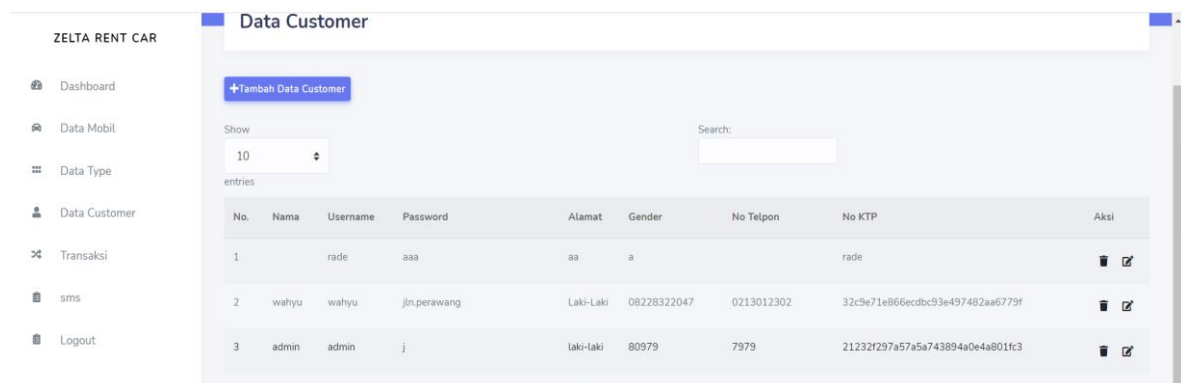 ZELTA RENT CAR
Dashboard
Data Mobil
Data Type
Data Customer
Transaksi
sms
Logout
Data Customer
+Tambah Data Customer
Show
10
entries
Search:
No. Nama Username Password Alamat Gender No Telpon No KTP Aksi
1 rade aaa aa a rade
2 wahyu wahyu jln.perawang Laki-Laki 08228322047 0213012302 32c9e71e866ecdbc93e497482aa6779f
3 admin admin j laki-laki 80979 7979 21232f297a57a5a743894a0e4a801fc3